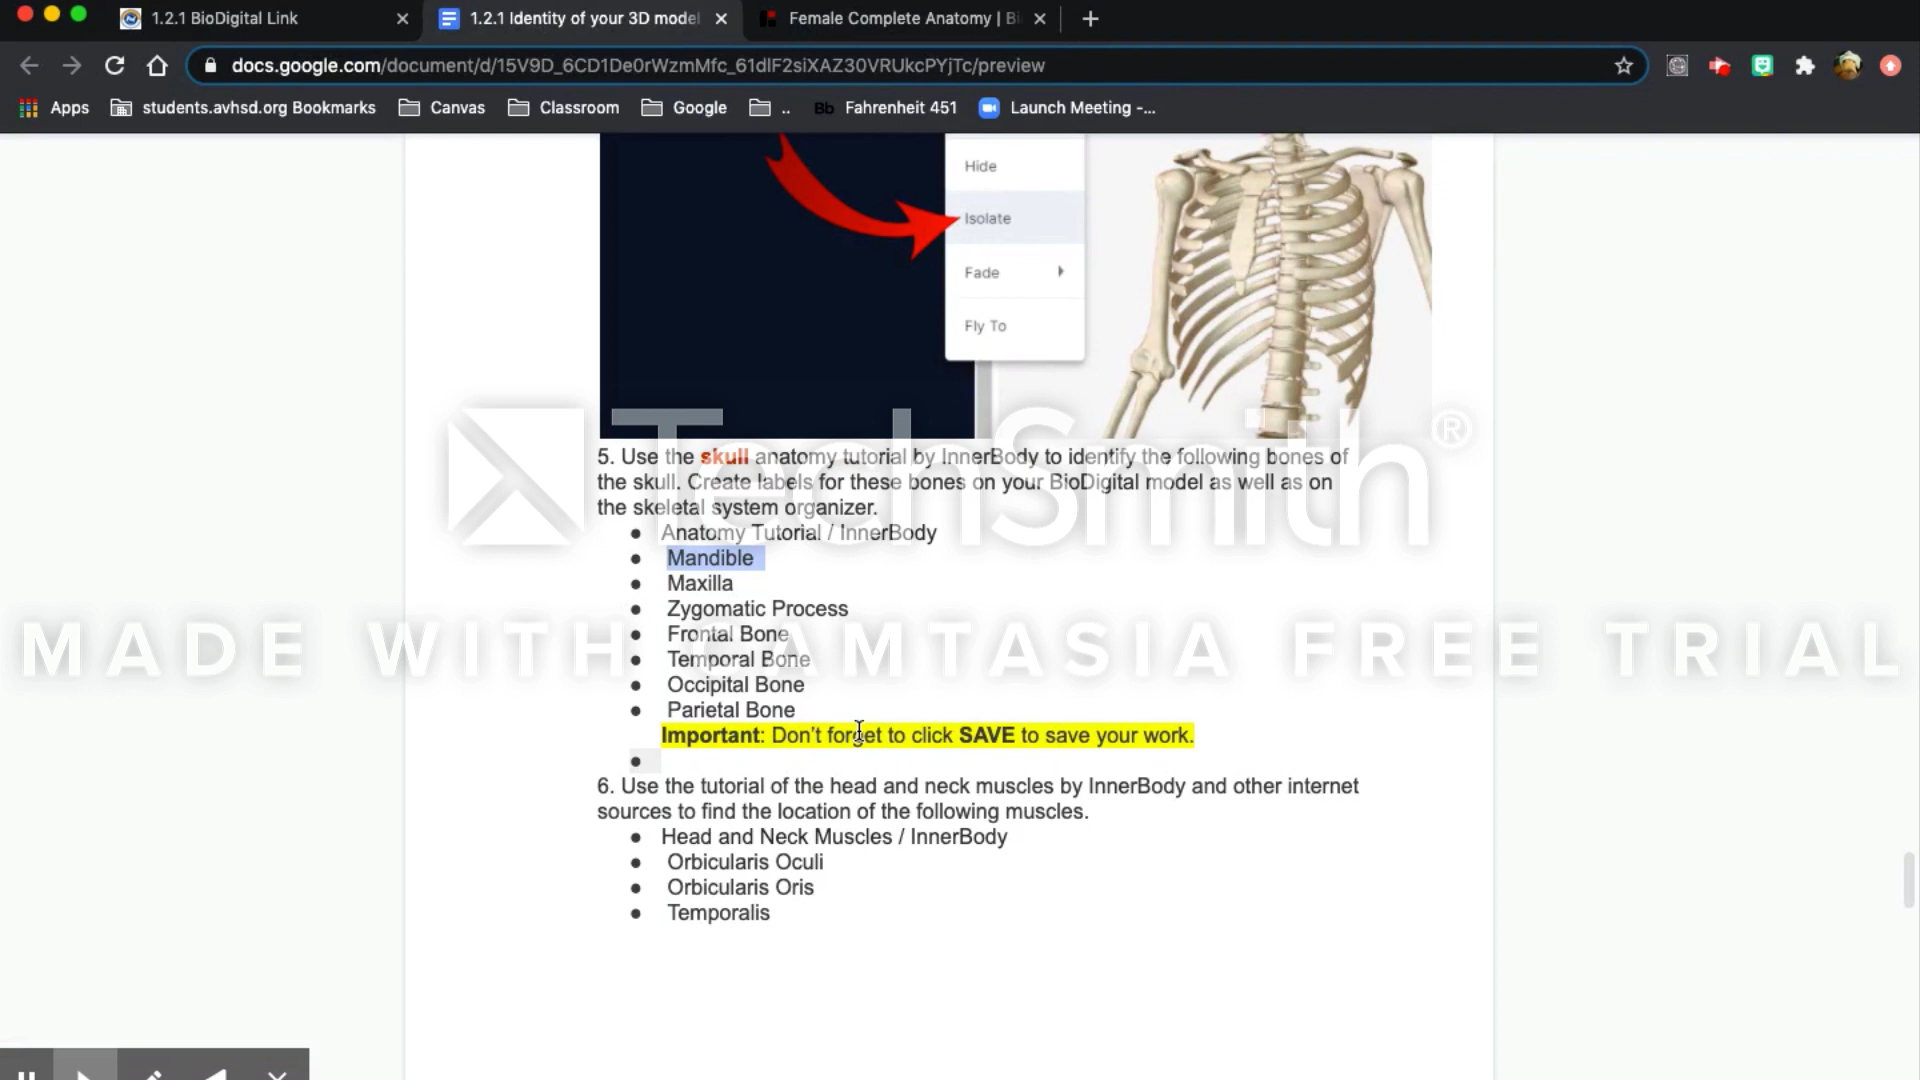 1.2.1 BioDigital Link
1.2.1 Identity of your 3D model
Female Complete Anatomy | Bi
docs.google.com/document/d/15V9D_6CD1De0rWzmMfc_61dlF2siXAZ30VRUkcPYjTc/preview
Apps
students.avhsd.org Bookmarks
Canvas
Classroom
Google
..
Bb Fahrenheit 451
Launch Meeting -...
Hide
Isolate
Fade
Fly To
TechSmith®
5. Use the skull anatomy tutorial by InnerBody to identify the following bones of
the skull. Create labels for these bones on your BioDigital model as well as on
the skeletal system organizer.
● Anatomy Tutorial / InnerBody
● Mandible
● Maxilla
● Zygomatic Process
● Frontal Bone
● Temporal Bone
MADE WITH CAMTASIA FREE TRIAL
● Occipital Bone
● Parietal Bone
Important: Don't forget to click SAVE to save your work.
●
6. Use the tutorial of the head and neck muscles by InnerBody and other internet
sources to find the location of the following muscles.
● Head and Neck Muscles / InnerBody
● Orbicularis Oculi
● Orbicularis Oris
● Temporalis